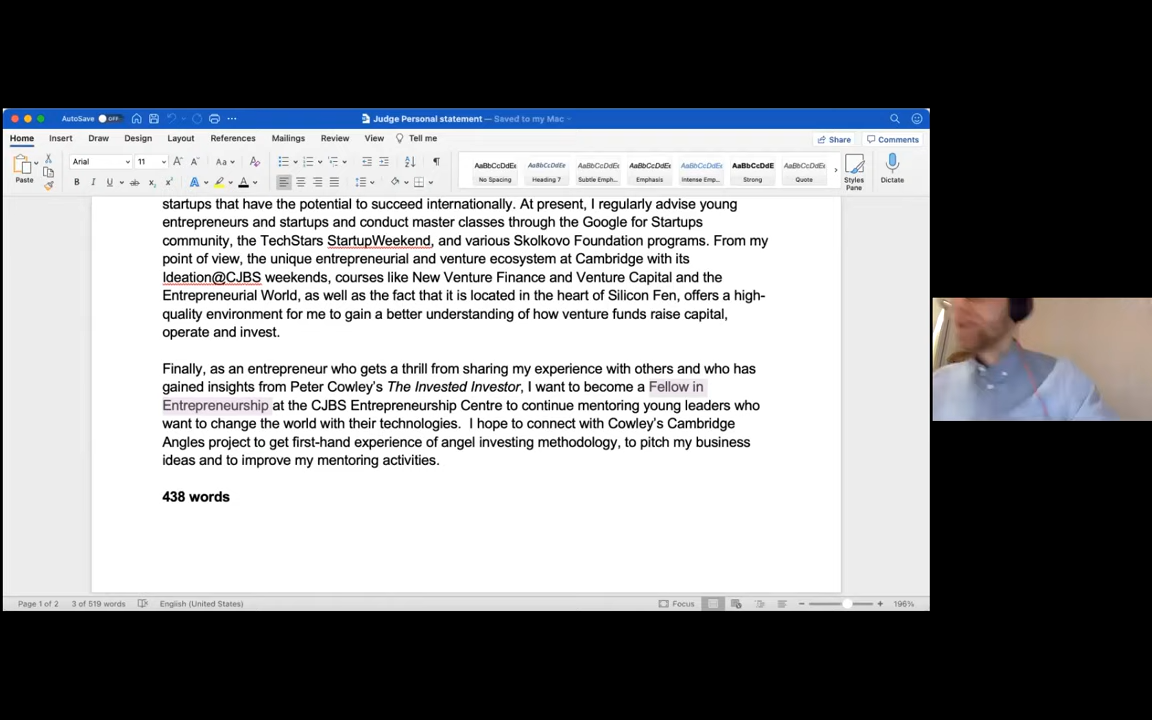 AutoSave OFF
Judge Personal statement — Saved to my Mac
Home Insert Draw Design Layout References Mailings Review View Tell me
Share Comments
Paste
Arial 11
AaBbCcDdEx AaBbCcDdEx AaBbCcDdEx AaBbCcDdEx AaBbCcDdEx AaBbCcDdE AaBbCcDdEx
No Spacing Heading 7 Subtle Emph... Emphasis Intense Emp... Strong Quote
Styles Pane
Dictate
startups that have the potential to succeed internationally. At present, I regularly advise young
entrepreneurs and startups and conduct master classes through the Google for Startups
community, the TechStars StartupWeekend, and various Skolkovo Foundation programs. From my
point of view, the unique entrepreneurial and venture ecosystem at Cambridge with its
Ideation@CJBS weekends, courses like New Venture Finance and Venture Capital and the
Entrepreneurial World, as well as the fact that it is located in the heart of Silicon Fen, offers a high-
quality environment for me to gain a better understanding of how venture funds raise capital,
operate and invest.
Finally, as an entrepreneur who gets a thrill from sharing my experience with others and who has
gained insights from Peter Cowley's The Invested Investor, I want to become a Fellow in
Entrepreneurship at the CJBS Entrepreneurship Centre to continue mentoring young leaders who
want to change the world with their technologies. I hope to connect with Cowley's Cambridge
Angles project to get first-hand experience of angel investing methodology, to pitch my business
ideas and to improve my mentoring activities.
438 words
Page 1 of 2 3 of 519 words English (United States) Focus 196%